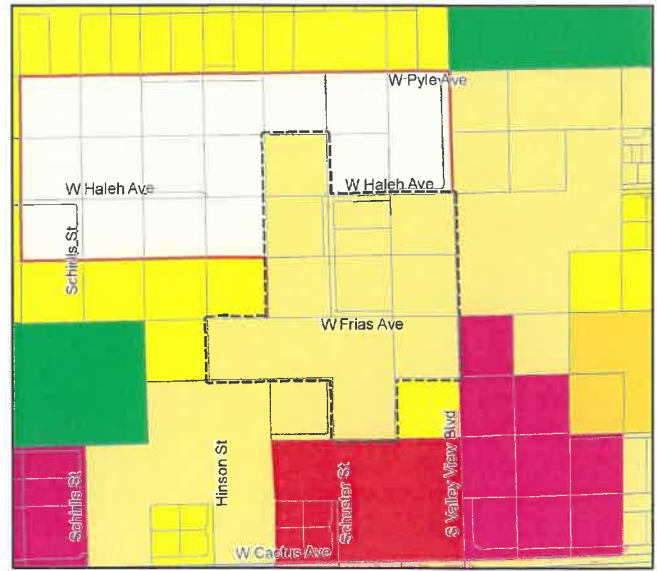 W Pyle Ave
W Haleh Ave
W Haleh Ave
Schirlls St
W Frias Ave
Hinson St
Schirlls St
Schuster St
S Valley View Blvd
W Cactus Ave